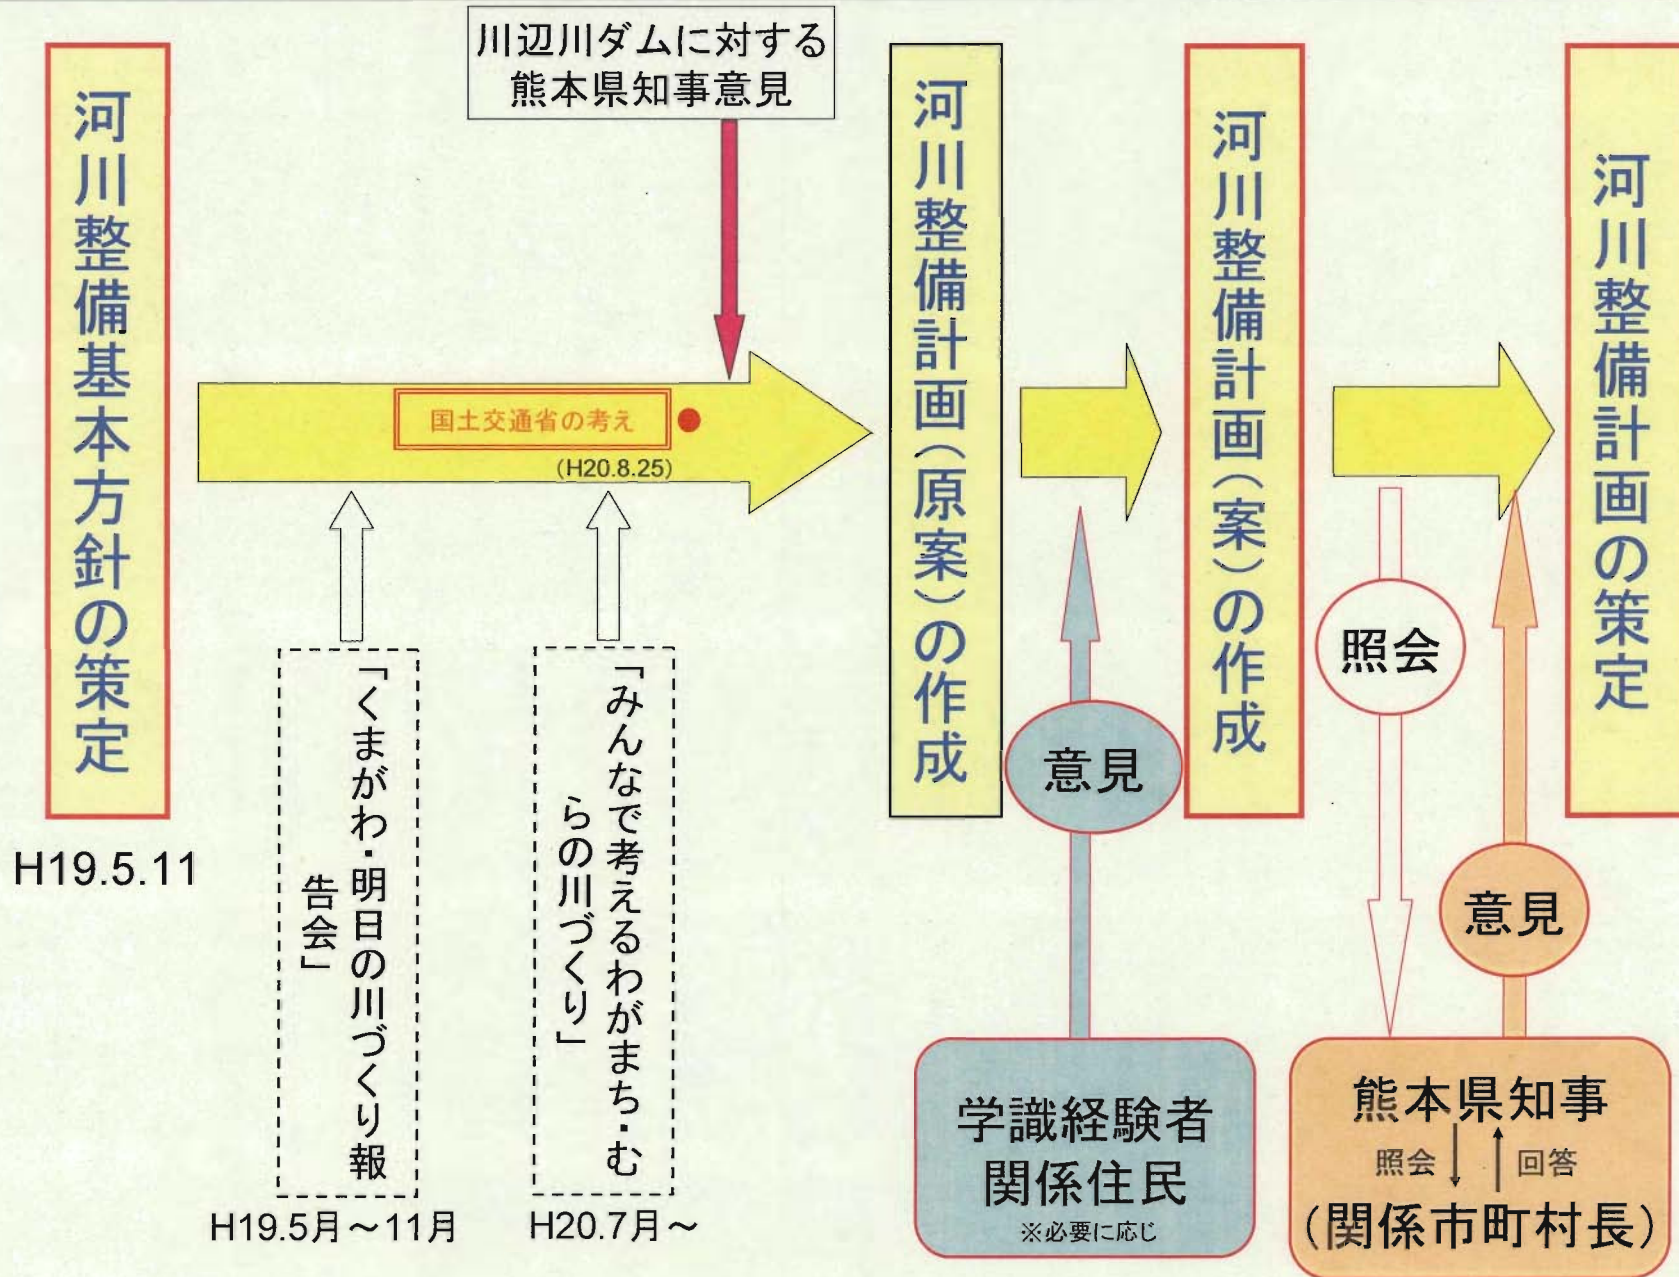 河川整備基本方針の策定
H19.5.11
川辺川ダムに対する
熊本県知事意見
国土交通省の考え
(H20.8.25)
「くまがわ・明日の川づくり報
告会」
H19.5月～11月
「みんなで考えるわがまち・む
らの川づくり」
H20.7月～
河川整備計画(原案)の作成
意見
学識経験者
関係住民
※必要に応じ
河川整備計画(案)の作成
照会
意見
熊本県知事
照会
回答
(関係市町村長)
河川整備計画の策定